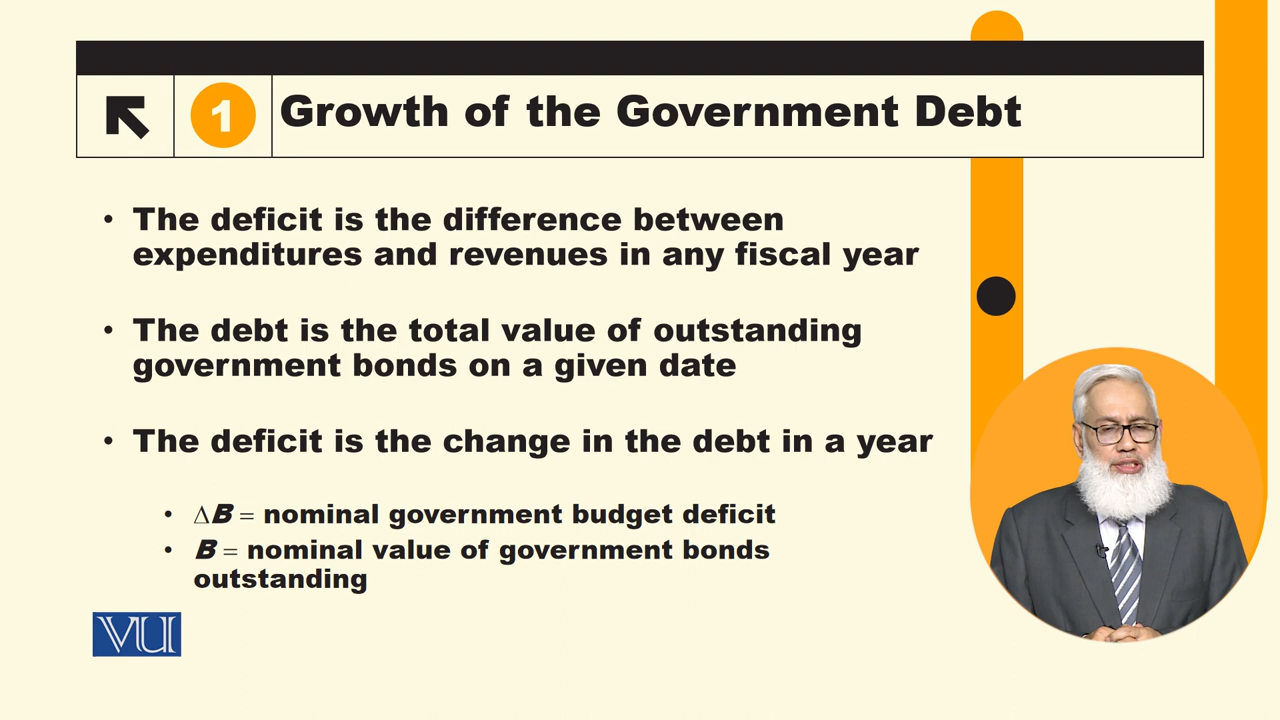 1 Growth of the Government Debt
• The deficit is the difference between
expenditures and revenues in any fiscal year
• The debt is the total value of outstanding
government bonds on a given date
• The deficit is the change in the debt in a year
• ΔB = nominal government budget deficit
• B = nominal value of government bonds
outstanding
VU